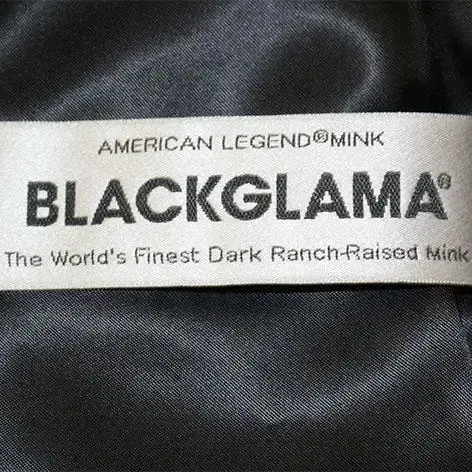 AMERICAN LEGEND®MINK
BLACKGLAMA®
The World's Finest Dark Ranch-Raised Mink